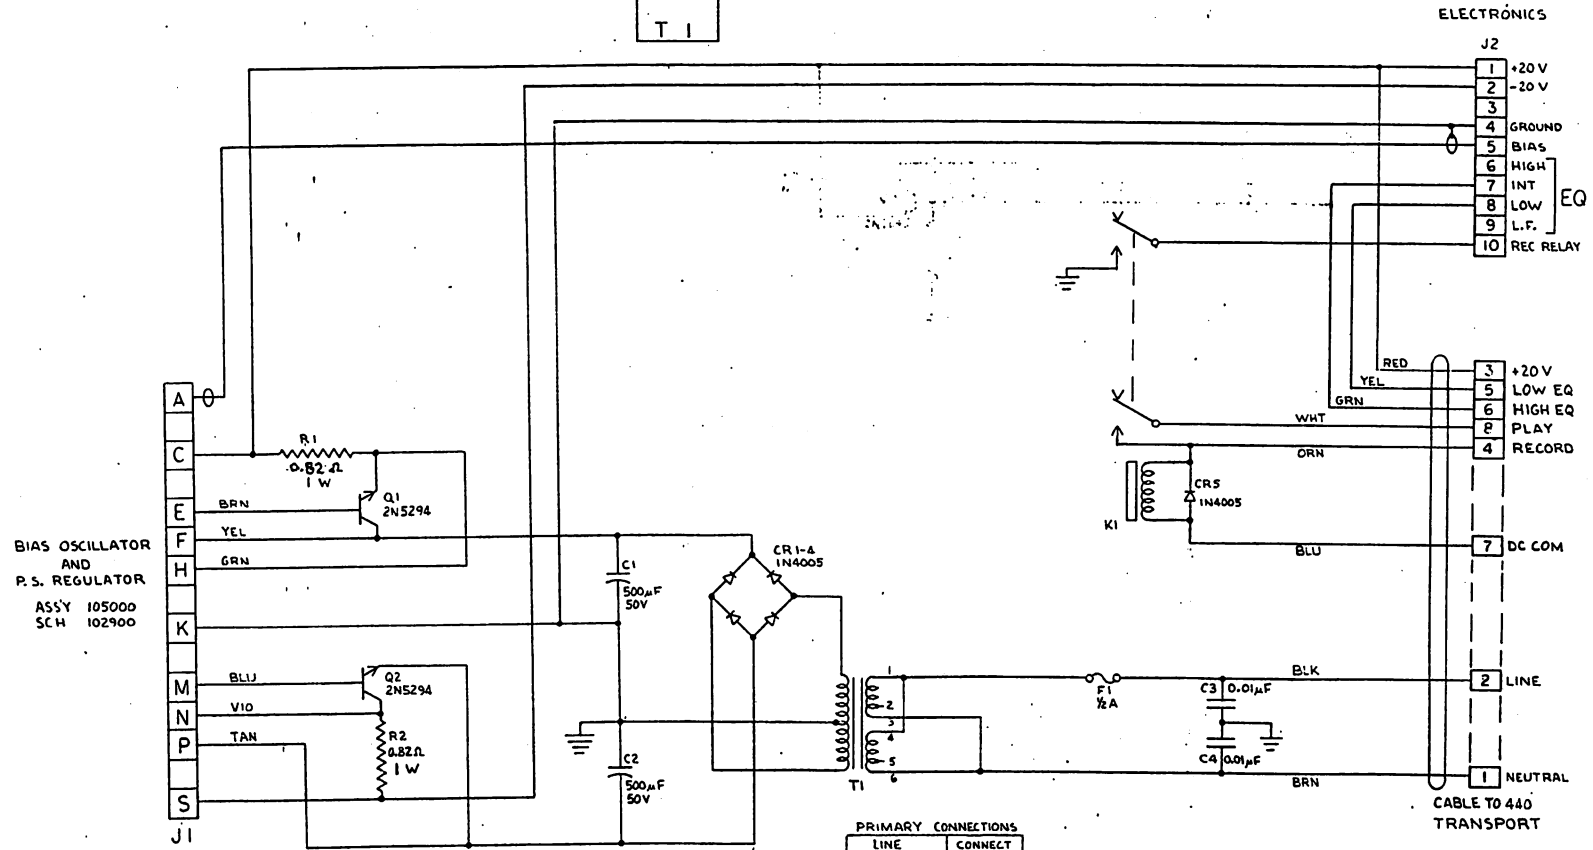 T 1
ELECTRONICS
J2
1 +20 V
2 -20 V
3
4 GROUND
5 BIAS
6 HIGH
7 INT
8 LOW
9 L.F.
EQ
10 REC RELAY
RED 3 +20 V
YEL 5 LOW EQ
GRN 6 HIGH EQ
WHT 8 PLAY
ORN 4 RECORD
CR5
1N4005
K1
BLU 7 DC COM
A
C
R1
0.82 Ω
1 W
E BRN
Q1
2N5294
F YEL
H GRN
BIAS OSCILLATOR
AND
P.S. REGULATOR
ASS'Y 105000
SCH 102900
K
M BLU
Q2
2N5294
N VIO
P TAN
R2
0.82Ω
1 W
S
J1
C1
500µF
50V
CR1-4
1N4005
C2
500µF
50V
1
2
3
4
5
6
T1
F1
½A
BLK 2 LINE
C3 0.01µF
C4 0.01µF
BRN 1 NEUTRAL
CABLE TO 440
TRANSPORT
PRIMARY CONNECTIONS
LINE CONNECT